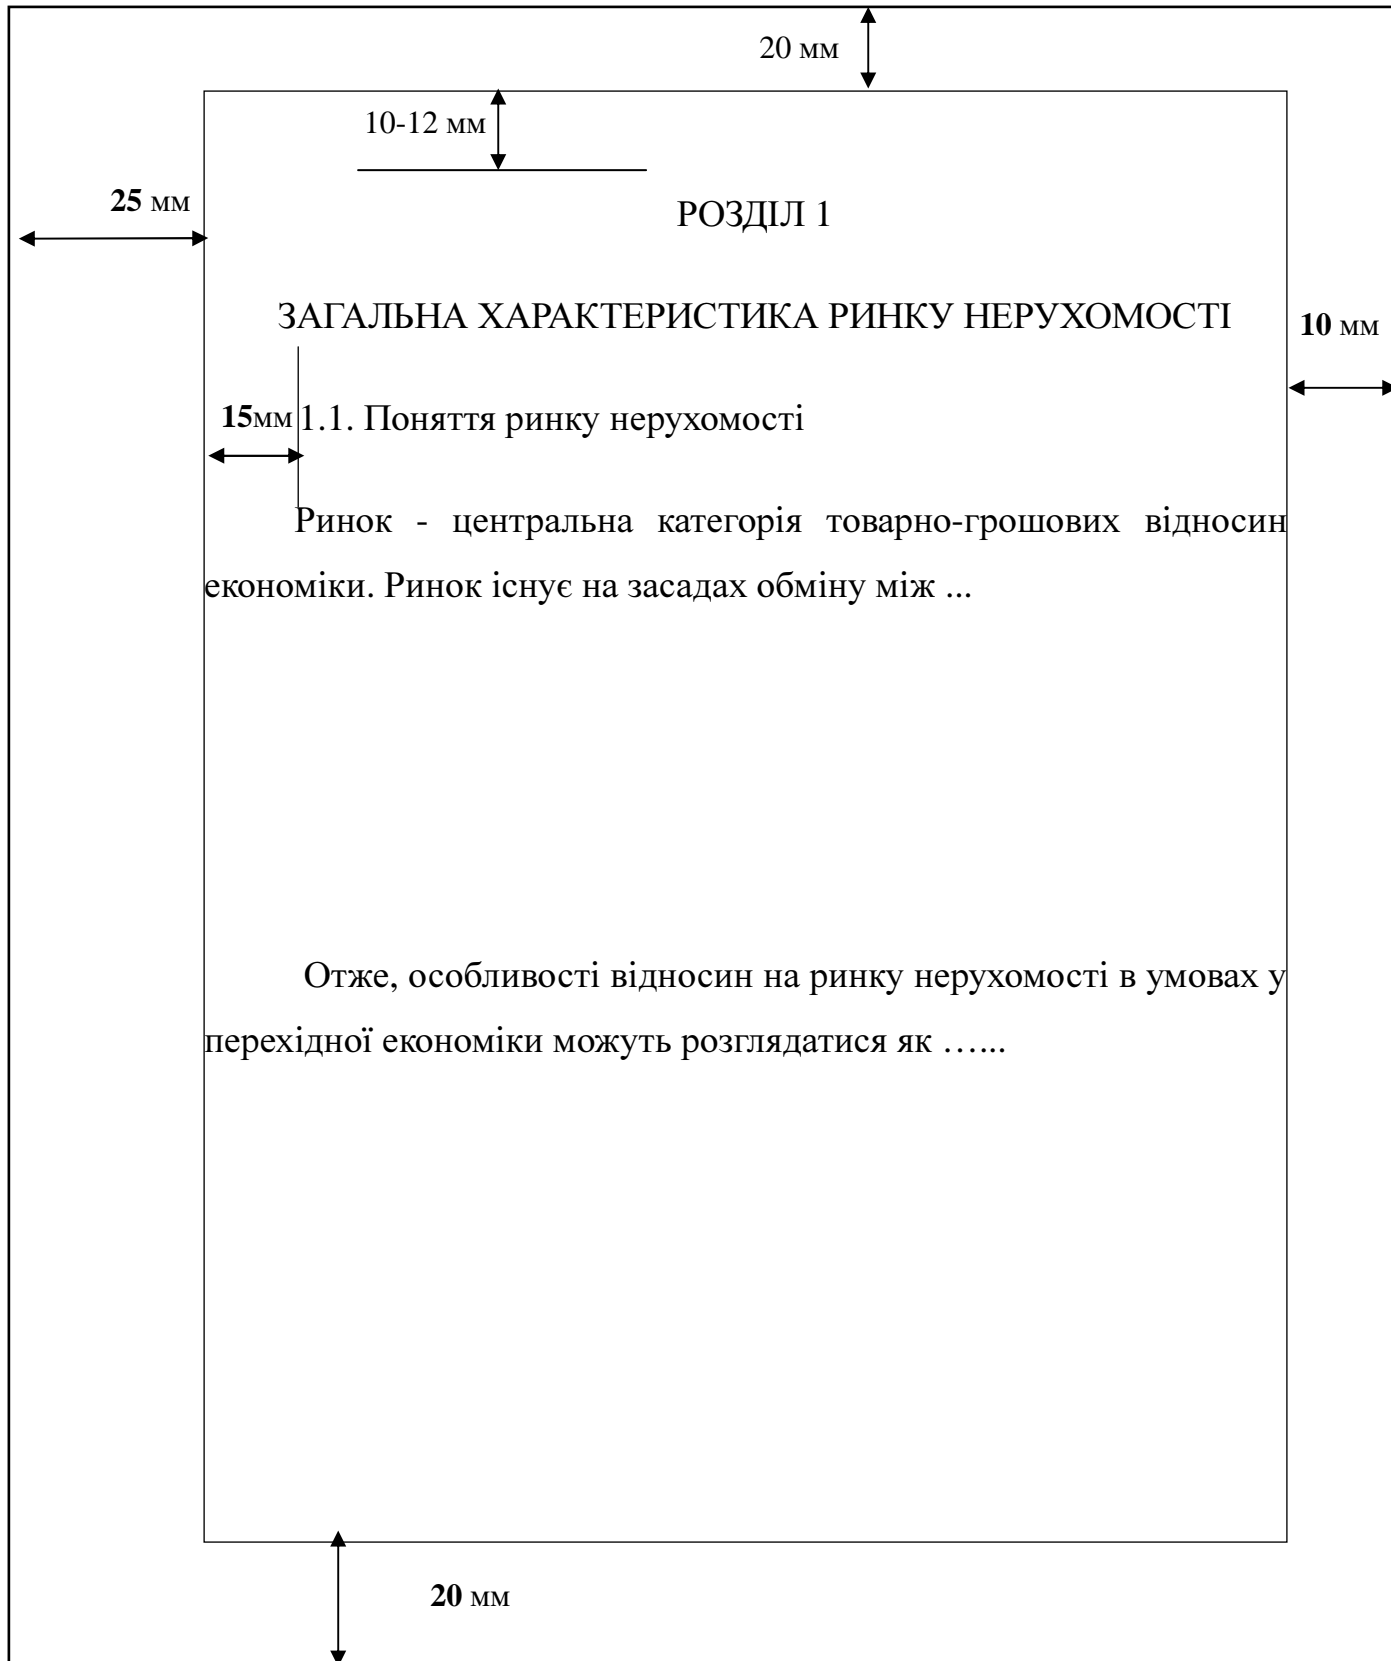 20 мм
10-12 мм
25 мм
РОЗДІЛ 1
ЗАГАЛЬНА ХАРАКТЕРИСТИКА РИНКУ НЕРУХОМОСТІ
10 мм
15мм 1.1. Поняття ринку нерухомості
Ринок - центральна категорія товарно-грошових відносин
економіки. Ринок існує на засадах обміну між ...
Отже, особливості відносин на ринку нерухомості в умовах у
перехідної економіки можуть розглядатися як …...
20 мм